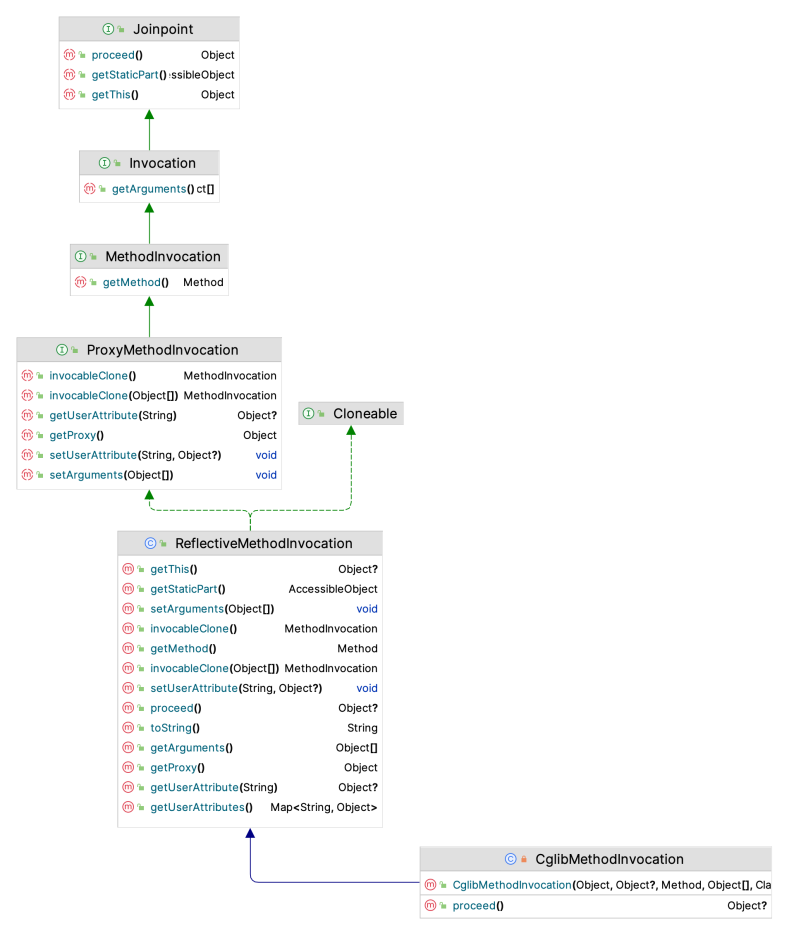 Joinpoint
proceed() Object
getStaticPart() ssibleObject
getThis() Object
Invocation
getArguments() ct[]
MethodInvocation
getMethod() Method
ProxyMethodInvocation
invocableClone() MethodInvocation
invocableClone(Object[]) MethodInvocation
getUserAttribute(String) Object?
getProxy() Object
setUserAttribute(String, Object?) void
setArguments(Object[]) void
Cloneable
ReflectiveMethodInvocation
getThis() Object?
getStaticPart() AccessibleObject
setArguments(Object[]) void
invocableClone() MethodInvocation
getMethod() Method
invocableClone(Object[]) MethodInvocation
setUserAttribute(String, Object?) void
proceed() Object?
toString() String
getArguments() Object[]
getProxy() Object
getUserAttribute(String) Object?
getUserAttributes() Map<String, Object>
CglibMethodInvocation
CglibMethodInvocation(Object, Object?, Method, Object[], Cla
proceed() Object?